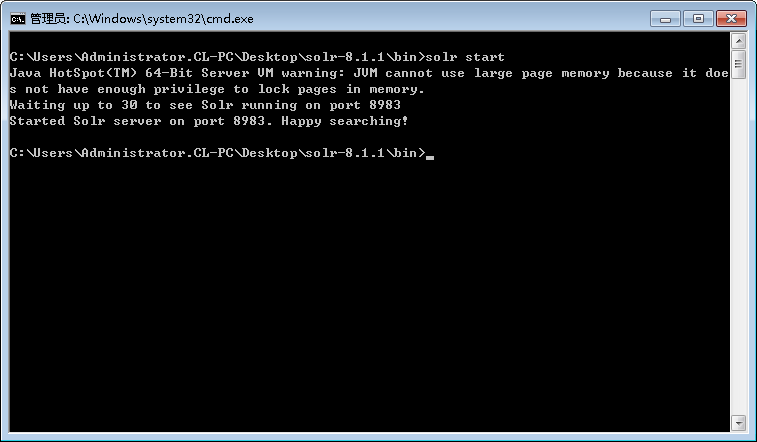 管理员: C:\Windows\system32\cmd.exe
C:\Users\Administrator.CL-PC\Desktop\solr-8.1.1\bin>solr start
Java HotSpot(TM) 64-Bit Server VM warning: JVM cannot use large page memory because it doe
s not have enough privilege to lock pages in memory.
Waiting up to 30 to see Solr running on port 8983
Started Solr server on port 8983. Happy searching!
C:\Users\Administrator.CL-PC\Desktop\solr-8.1.1\bin>